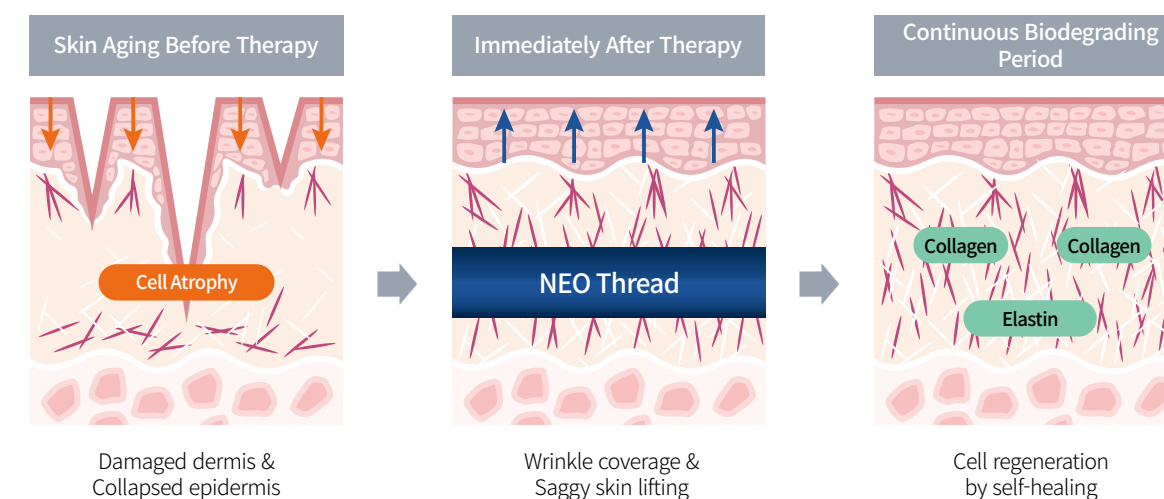 Skin Aging Before Therapy
Immediately After Therapy
Continuous Biodegrading
Period
Cell Atrophy
NEO Thread
Collagen
Collagen
Elastin
Damaged dermis &
Collapsed epidermis
Wrinkle coverage &
Saggy skin lifting
Cell regeneration
by self-healing